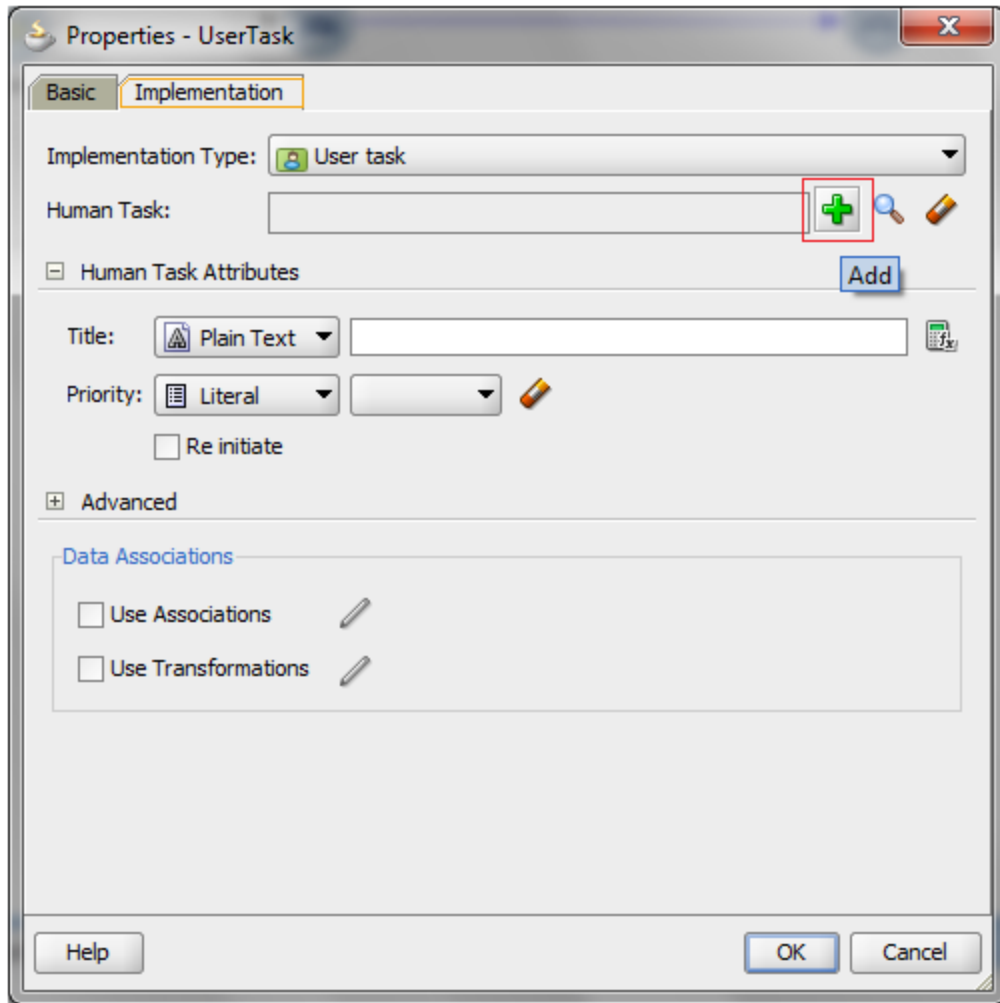 Properties - UserTask
Basic Implementation
Implementation Type: User task
Human Task:
Human Task Attributes
Add
Title: Plain Text
Priority: Literal
Re initiate
Advanced
Data Associations
Use Associations
Use Transformations
Help OK Cancel